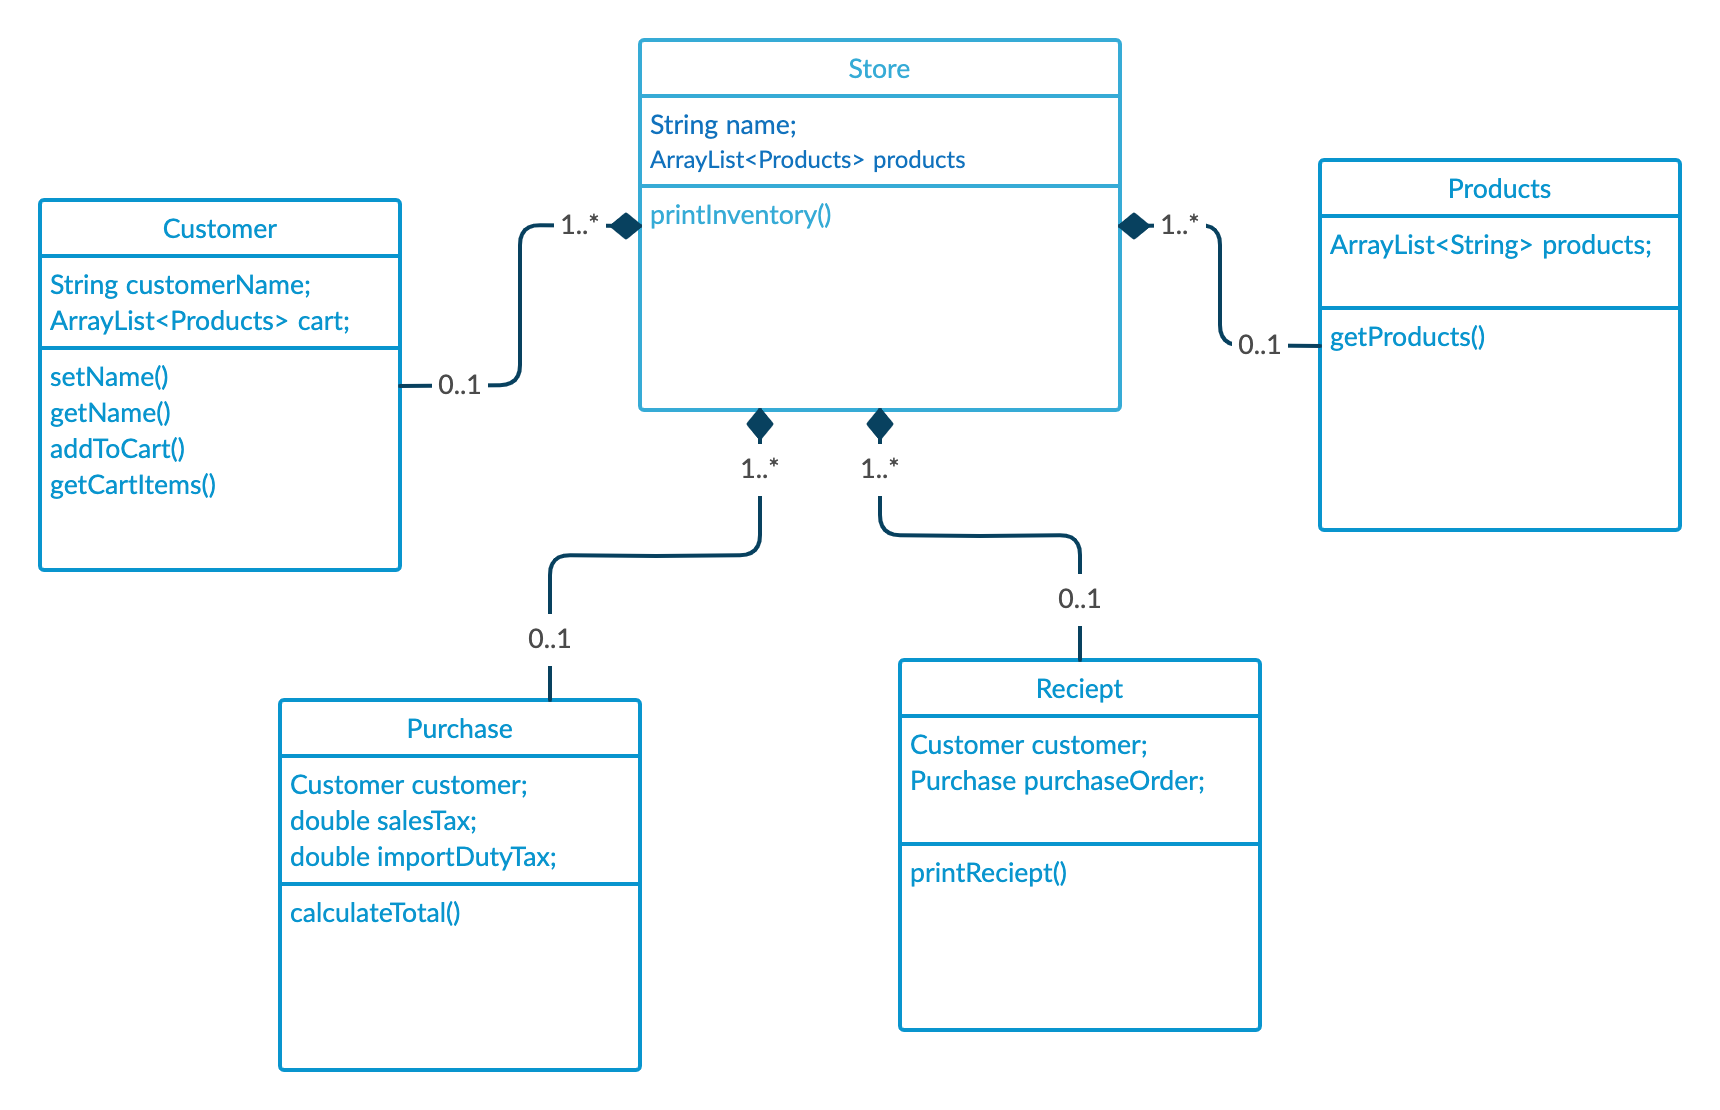 Store
String name;
ArrayList<Products> products
printInventory()
Customer
String customerName;
ArrayList<Products> cart;
setName()
getName()
addToCart()
getCartItems()
1..*
0..1
1..*
0..1
Products
ArrayList<String> products;
getProducts()
1..*
0..1
1..*
0..1
Purchase
Customer customer;
double salesTax;
double importDutyTax;
calculateTotal()
Reciept
Customer customer;
Purchase purchaseOrder;
printReciept()